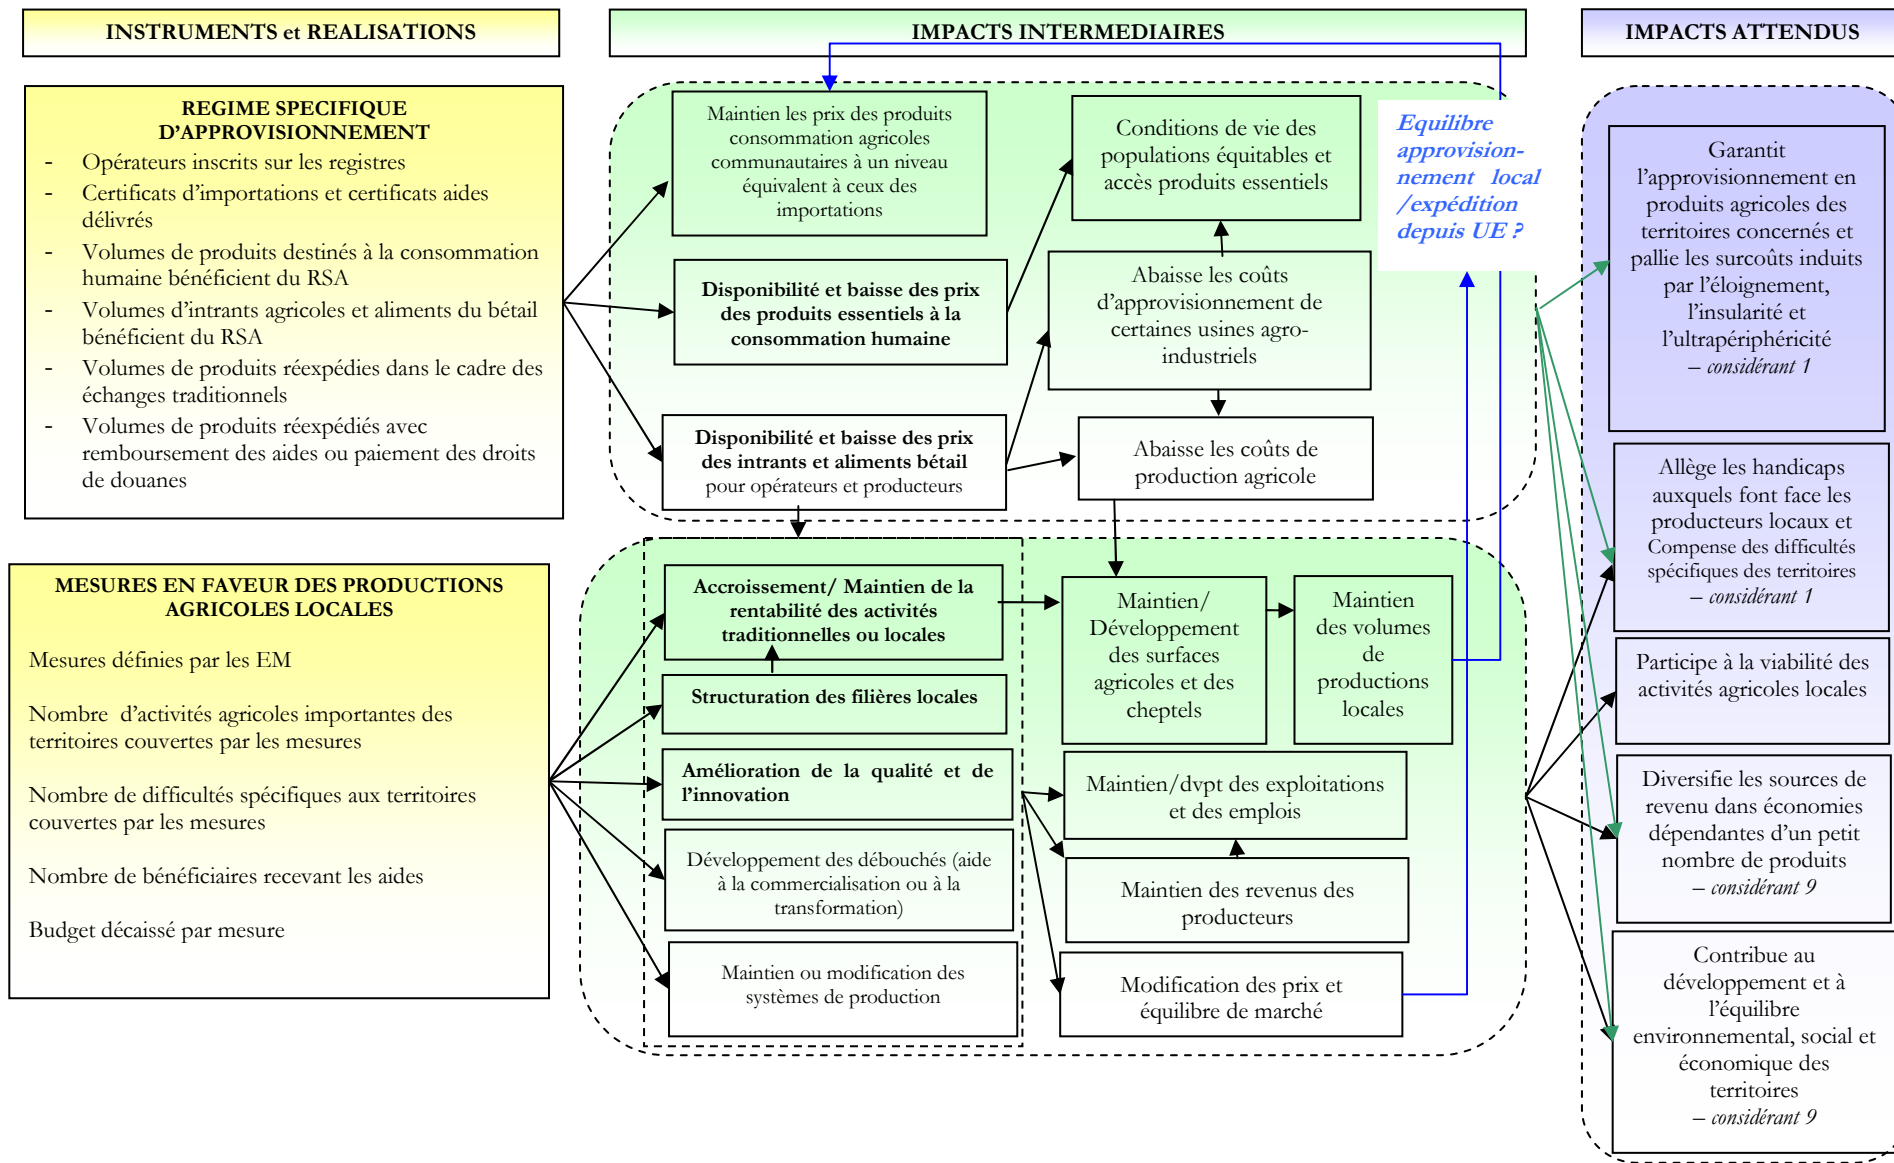 INSTRUMENTS et REALISATIONS
IMPACTS INTERMEDIAIRES
IMPACTS ATTENDUS
REGIME SPECIFIQUE
D'APPROVISIONNEMENT
- Opérateurs inscrits sur les registres
- Certificats d'importations et certificats aides
délivrés
- Volumes de produits destinés à la consommation
humaine bénéficient du RSA
- Volumes d'intrants agricoles et aliments du bétail
bénéficient du RSA
- Volumes de produits réexpédies dans le cadre des
échanges traditionnels
- Volumes de produits réexpédiés avec
remboursement des aides ou paiement des droits
de douanes
Maintien les prix des produits
consommation agricoles
communautaires à un niveau
équivalent à ceux des
importations
Disponibilité et baisse des prix
des produits essentiels à la
consommation humaine
Disponibilité et baisse des prix
des intrants et aliments bétail
pour opérateurs et producteurs
Conditions de vie des
populations équitables et
accès produits essentiels
Abaisse les coûts
d'approvisionnement de
certaines usines agro-
industriels
Abaisse les coûts de
production agricole
Equilibre
approvision-
nement local
/expédition
depuis UE ?
MESURES EN FAVEUR DES PRODUCTIONS
AGRICOLES LOCALES
Mesures définies par les EM
Nombre d'activités agricoles importantes des
territoires couvertes par les mesures
Nombre de difficultés spécifiques aux territoires
couvertes par les mesures
Nombre de bénéficiaires recevant les aides
Budget décaissé par mesure
Accroissement/ Maintien de la
rentabilité des activités
traditionnelles ou locales
Structuration des filières locales
Amélioration de la qualité et de
l'innovation
Développement des débouchés (aide
à la commercialisation ou à la
transformation)
Maintien ou modification des
systèmes de production
Maintien/
Développement
des surfaces
agricoles et des
cheptels
Maintien
des volumes
de
productions
locales
Maintien/dvpt des exploitations
et des emplois
Maintien des revenus des
producteurs
Modification des prix et
équilibre de marché
Garantit
l'approvisionnement en
produits agricoles des
territoires concernés et
pallie les surcoûts induits
par l'éloignement,
l'insularité et
l'ultrapériphéricité
– considérant 1
Allège les handicaps
auxquels font face les
producteurs locaux et
Compense des difficultés
spécifiques des territoires
– considérant 1
Participe à la viabilité des
activités agricoles locales
Diversifie les sources de
revenu dans économies
dépendantes d'un petit
nombre de produits
– considérant 9
Contribue au
développement et à
l'équilibre
environnemental, social et
économique des
territoires
– considérant 9